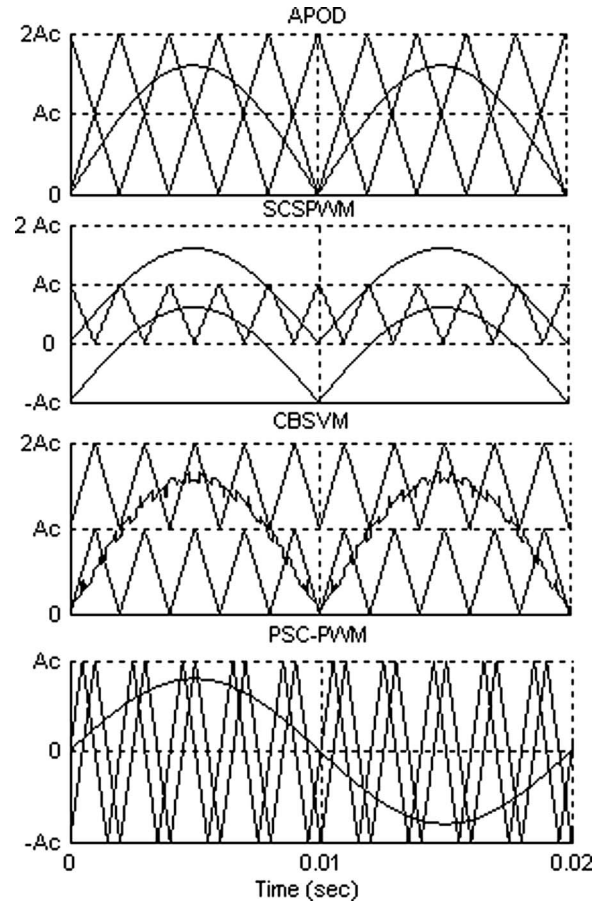 APOD
2Ac
Ac
0
SCSPWM
2 Ac
Ac
0
-Ac
CBSVM
2Ac
Ac
0
PSC-PWM
Ac
0
-Ac
0 0.01 0.02
Time (sec)